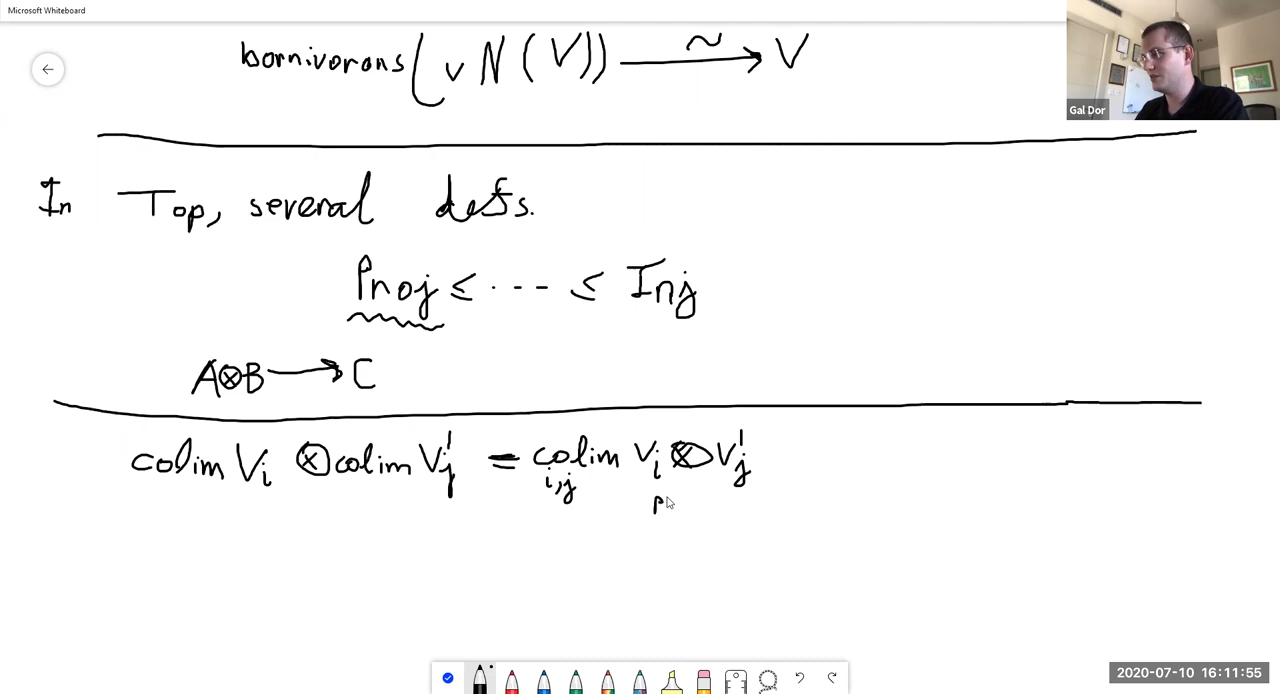 Microsoft Whiteboard
bornivorous (vN(V)) ⟶~ V
Gal Dor
In Top, several defs.
Proj ≤ ··· ≤ Inj
A⊗B ⟶ C
colim Vᵢ ⊗ colim V'ⱼ = colim_{i,j} Vᵢ ⊗ V'ⱼ
p
2020-07-10 16:11:55